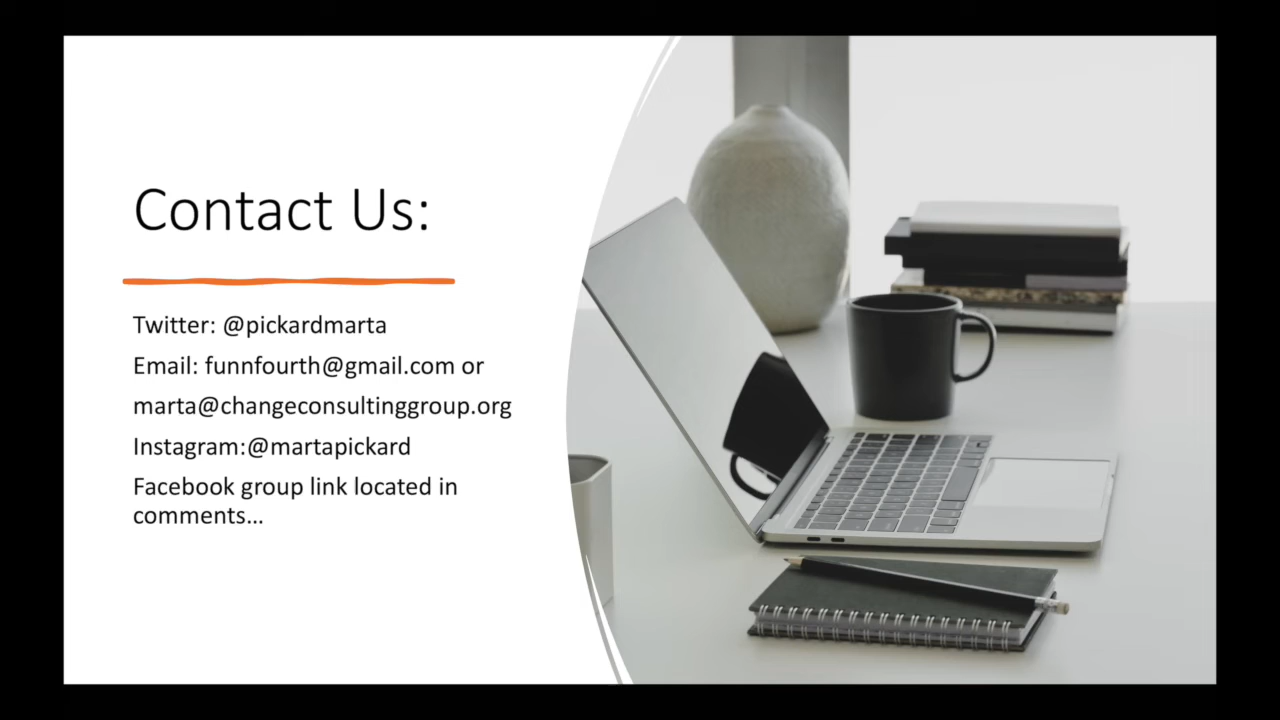 Contact Us:
Twitter: @pickardmarta
Email: funnfourth@gmail.com or
marta@changeconsultinggroup.org
Instagram:@martapickard
Facebook group link located in
comments...